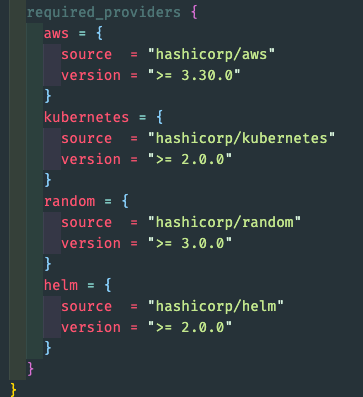 required_providers {
aws = {
source  = "hashicorp/aws"
version = ">= 3.30.0"
}
kubernetes = {
source  = "hashicorp/kubernetes"
version = ">= 2.0.0"
}
random = {
source  = "hashicorp/random"
version = ">= 3.0.0"
}
helm = {
source  = "hashicorp/helm"
version = ">= 2.0.0"
}
}
}